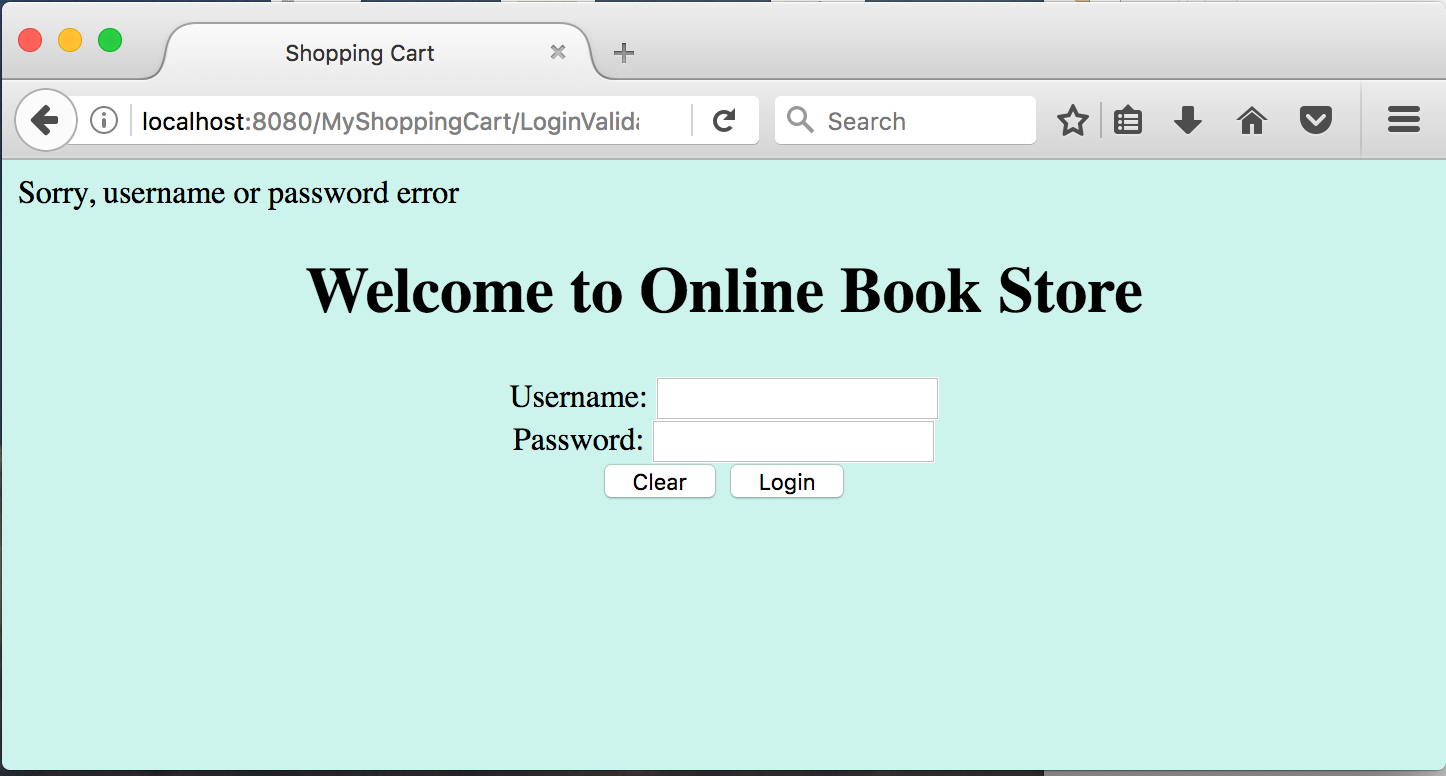 Shopping Cart
localhost:8080/MyShoppingCart/LoginValid
Search
Sorry, username or password error
Welcome to Online Book Store
Username:
Password:
Clear Login